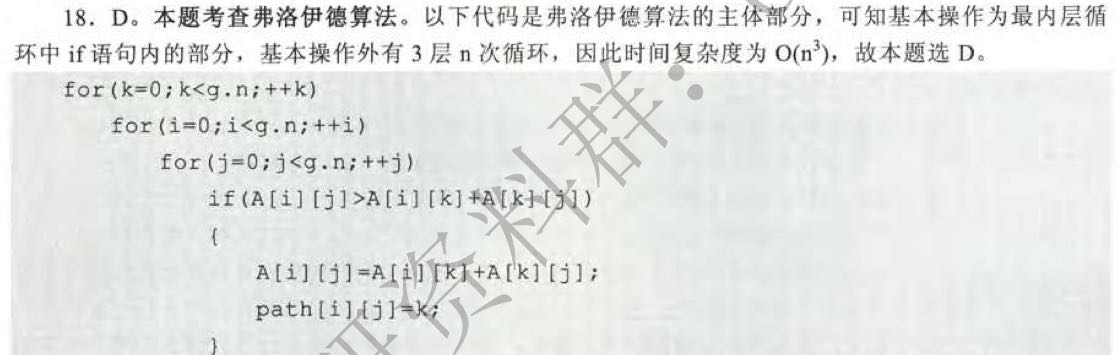 18. D。本题考查弗洛伊德算法。以下代码是弗洛伊德算法的主体部分，可知基本操作为最内层循
环中 if 语句内的部分，基本操作外有 3 层 n 次循环，因此时间复杂度为 O(n³)，故本题选 D。
for(k=0;k<g.n;++k)
for(i=0;i<g.n;++i)
for(j=0;j<g.n;++j)
if(A[i][j]>A[i][k]+A[k][j])
{
A[i][j]=A[i][k]+A[k][j];
path[i][j]=k;
}
研资料群：